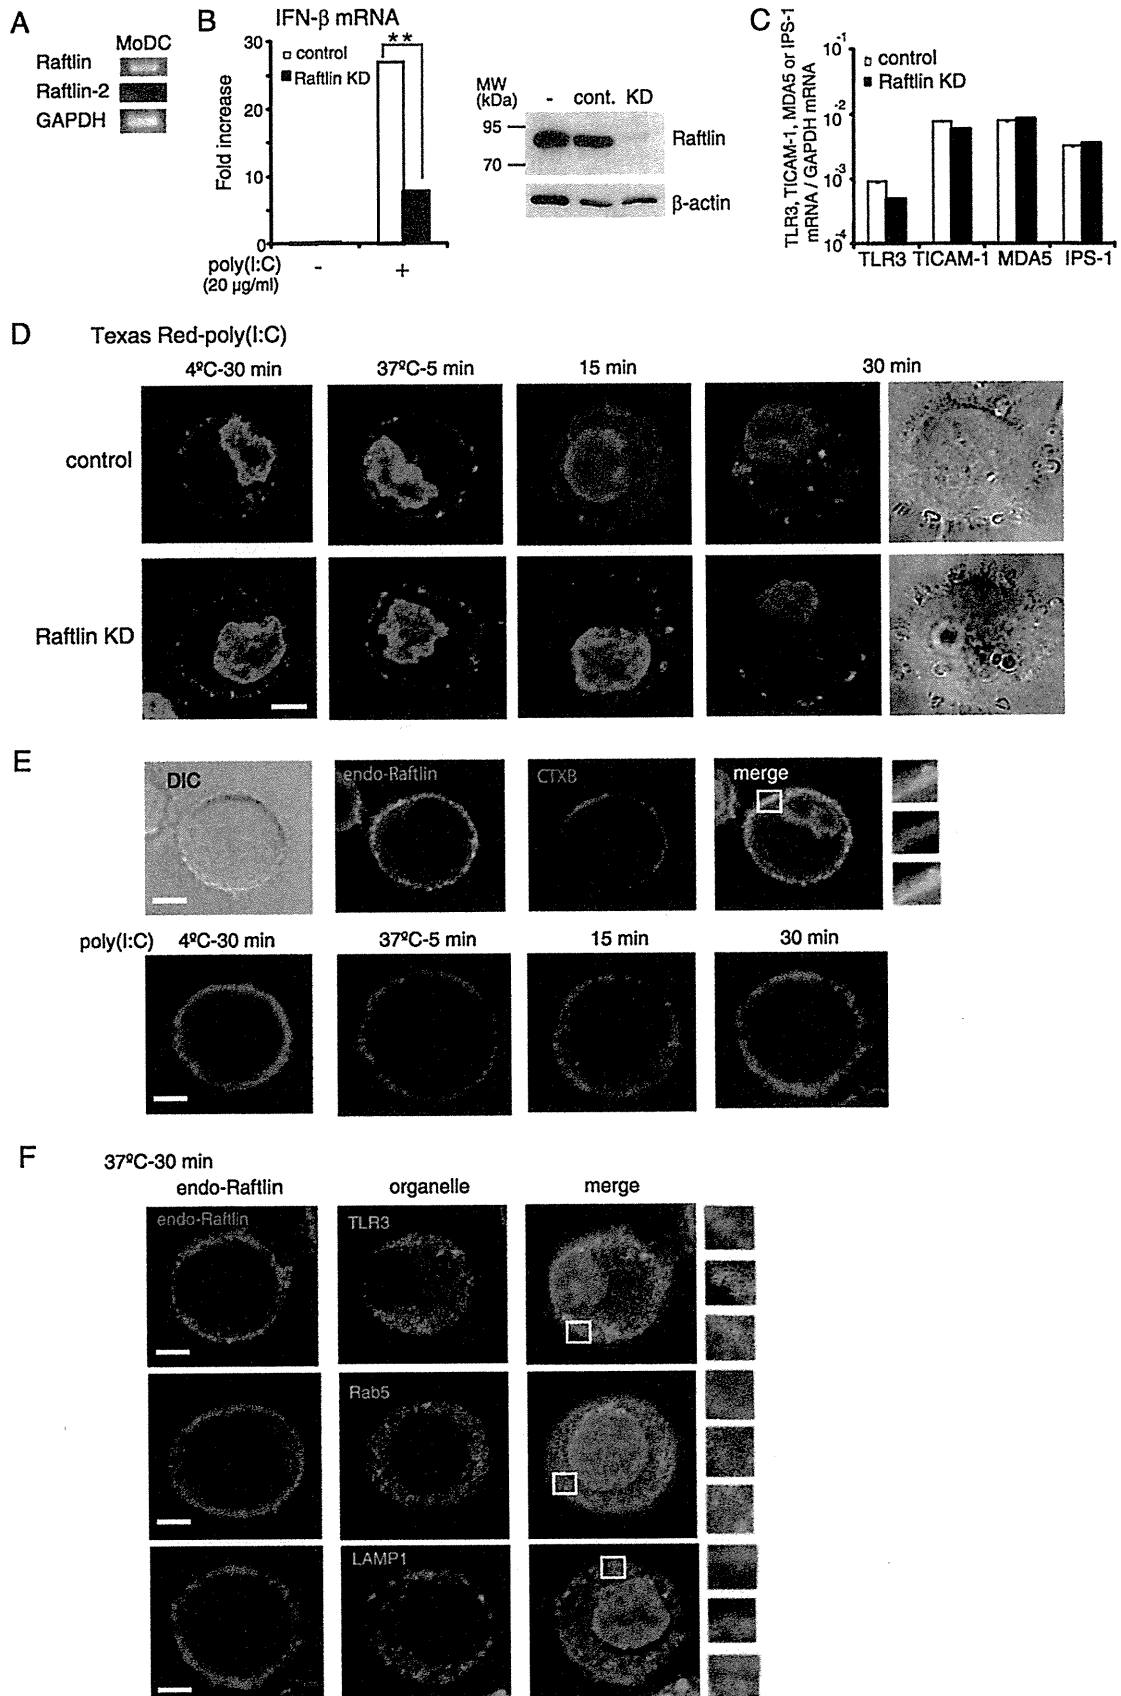 A
MoDC
Raftlin
Raftlin-2
GAPDH
B
IFN-β mRNA
**
control
Raftlin KD
Fold increase
30
20
10
0
poly(I:C)
(20 µg/ml)
-
+
MW
(kDa)
- cont. KD
95
70
Raftlin
β-actin
C
TLR3, TICAM-1, MDA5 or IPS-1
mRNA / GAPDH mRNA
control
Raftlin KD
10-1
10-2
10-3
10-4
TLR3 TICAM-1 MDA5 IPS-1
D
Texas Red-poly(I:C)
4ºC-30 min 37ºC-5 min 15 min 30 min
control
Raftlin KD
E
DIC
endo-Raftlin
CTXB
merge
poly(I:C) 4ºC-30 min 37ºC-5 min 15 min 30 min
F
37ºC-30 min
endo-Raftlin organelle merge
endo-Raftlin
TLR3
Rab5
LAMP1